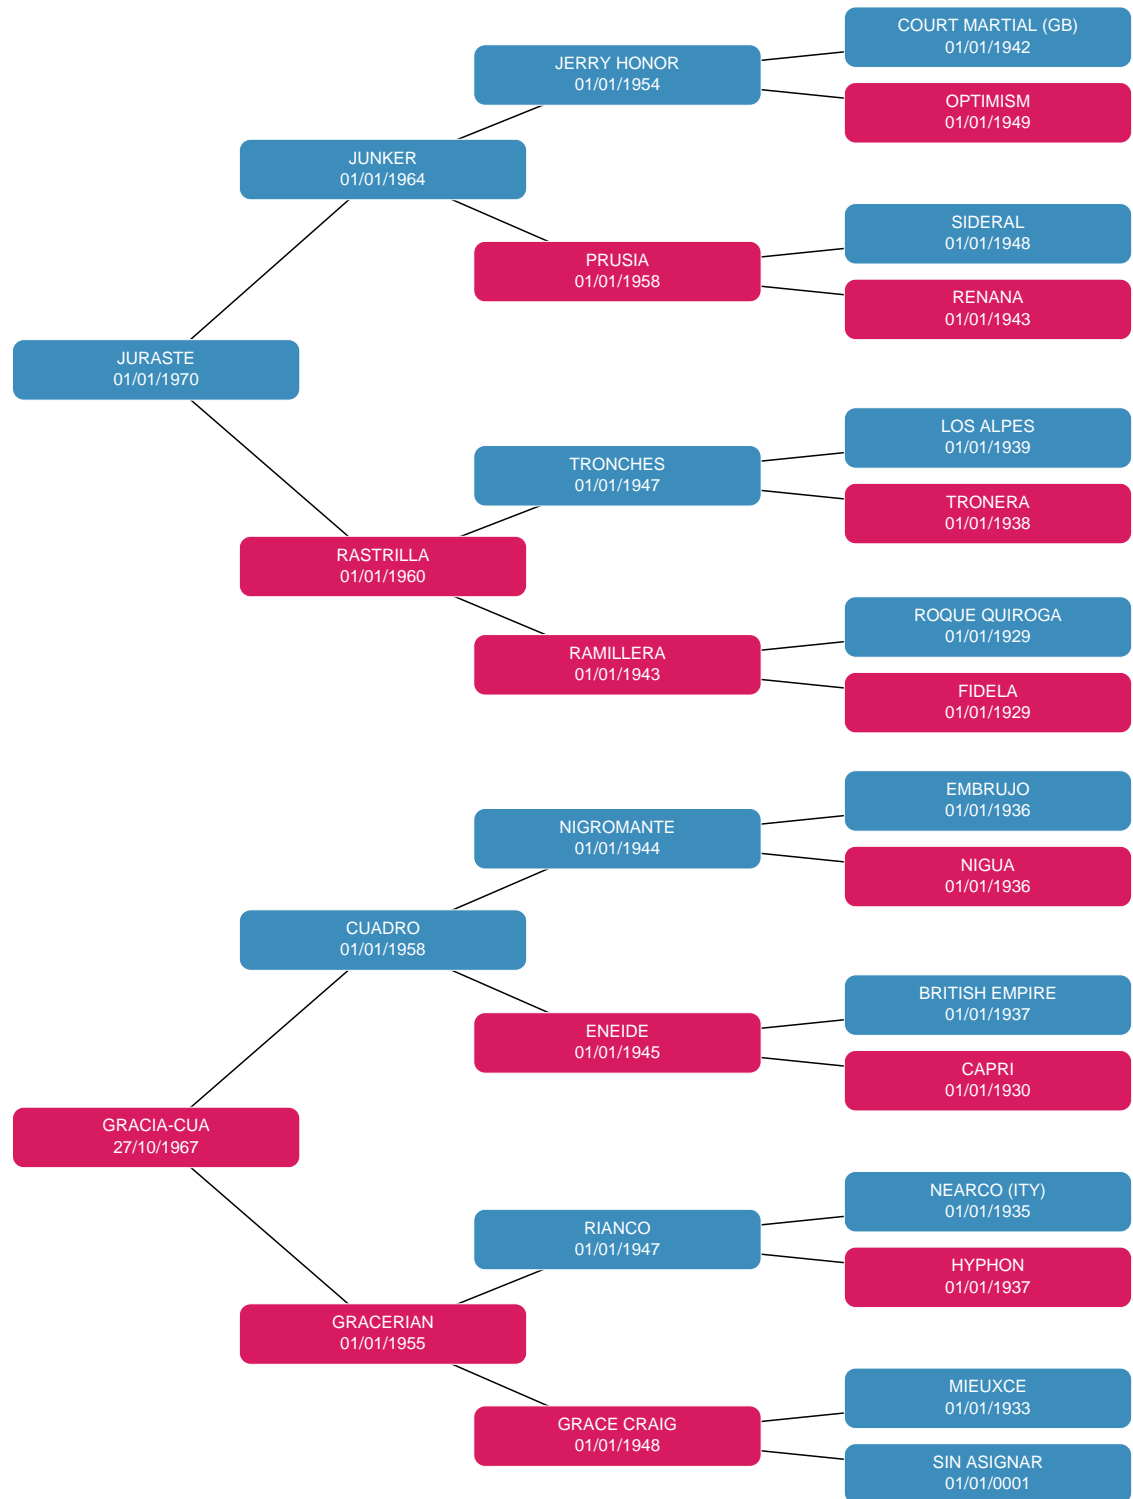 COURT MARTIAL (GB)
01/01/1942
JERRY HONOR
01/01/1954
OPTIMISM
01/01/1949
JUNKER
01/01/1964
SIDERAL
01/01/1948
PRUSIA
01/01/1958
RENANA
01/01/1943
JURASTE
01/01/1970
LOS ALPES
01/01/1939
TRONCHES
01/01/1947
TRONERA
01/01/1938
RASTRILLA
01/01/1960
ROQUE QUIROGA
01/01/1929
RAMILLERA
01/01/1943
FIDELA
01/01/1929
EMBRUJO
01/01/1936
NIGROMANTE
01/01/1944
NIGUA
01/01/1936
CUADRO
01/01/1958
BRITISH EMPIRE
01/01/1937
ENEIDE
01/01/1945
CAPRI
01/01/1930
GRACIA-CUA
27/10/1967
NEARCO (ITY)
01/01/1935
RIANCO
01/01/1947
HYPHON
01/01/1937
GRACERIAN
01/01/1955
MIEUXCE
01/01/1933
GRACE CRAIG
01/01/1948
SIN ASIGNAR
01/01/0001